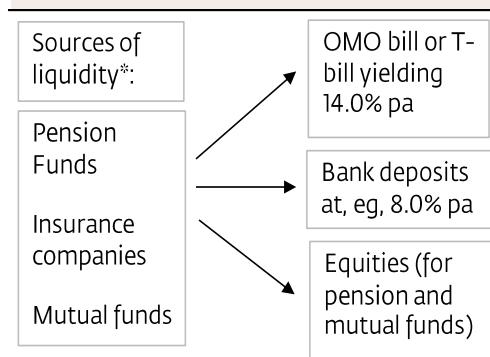 Sources of
liquidity*:
Pension
Funds
Insurance
companies
Mutual funds
OMO bill or T-
bill yielding
14.0% pa
Bank deposits
at, eg, 8.0% pa
Equities (for
pension and
mutual funds)